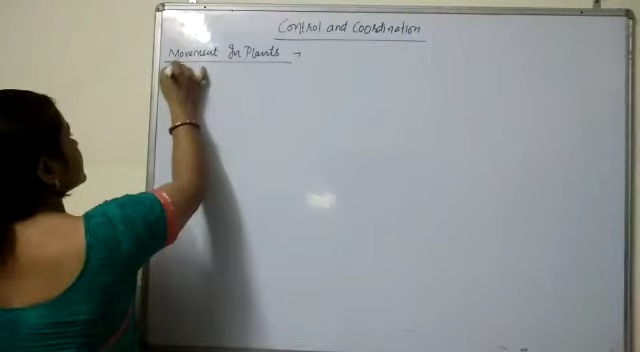 Control and Coordination
Movement In Plants →